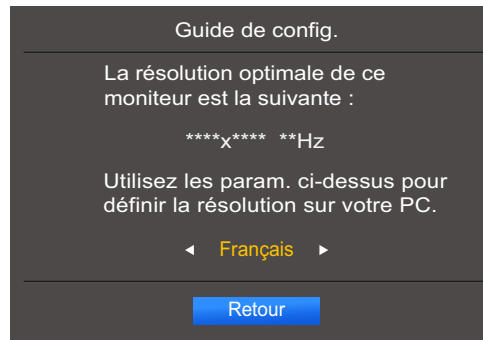 Guide de config.
La résolution optimale de ce
moniteur est la suivante :
****x**** **Hz
Utilisez les param. ci-dessus pour
définir la résolution sur votre PC.
Français
Retour